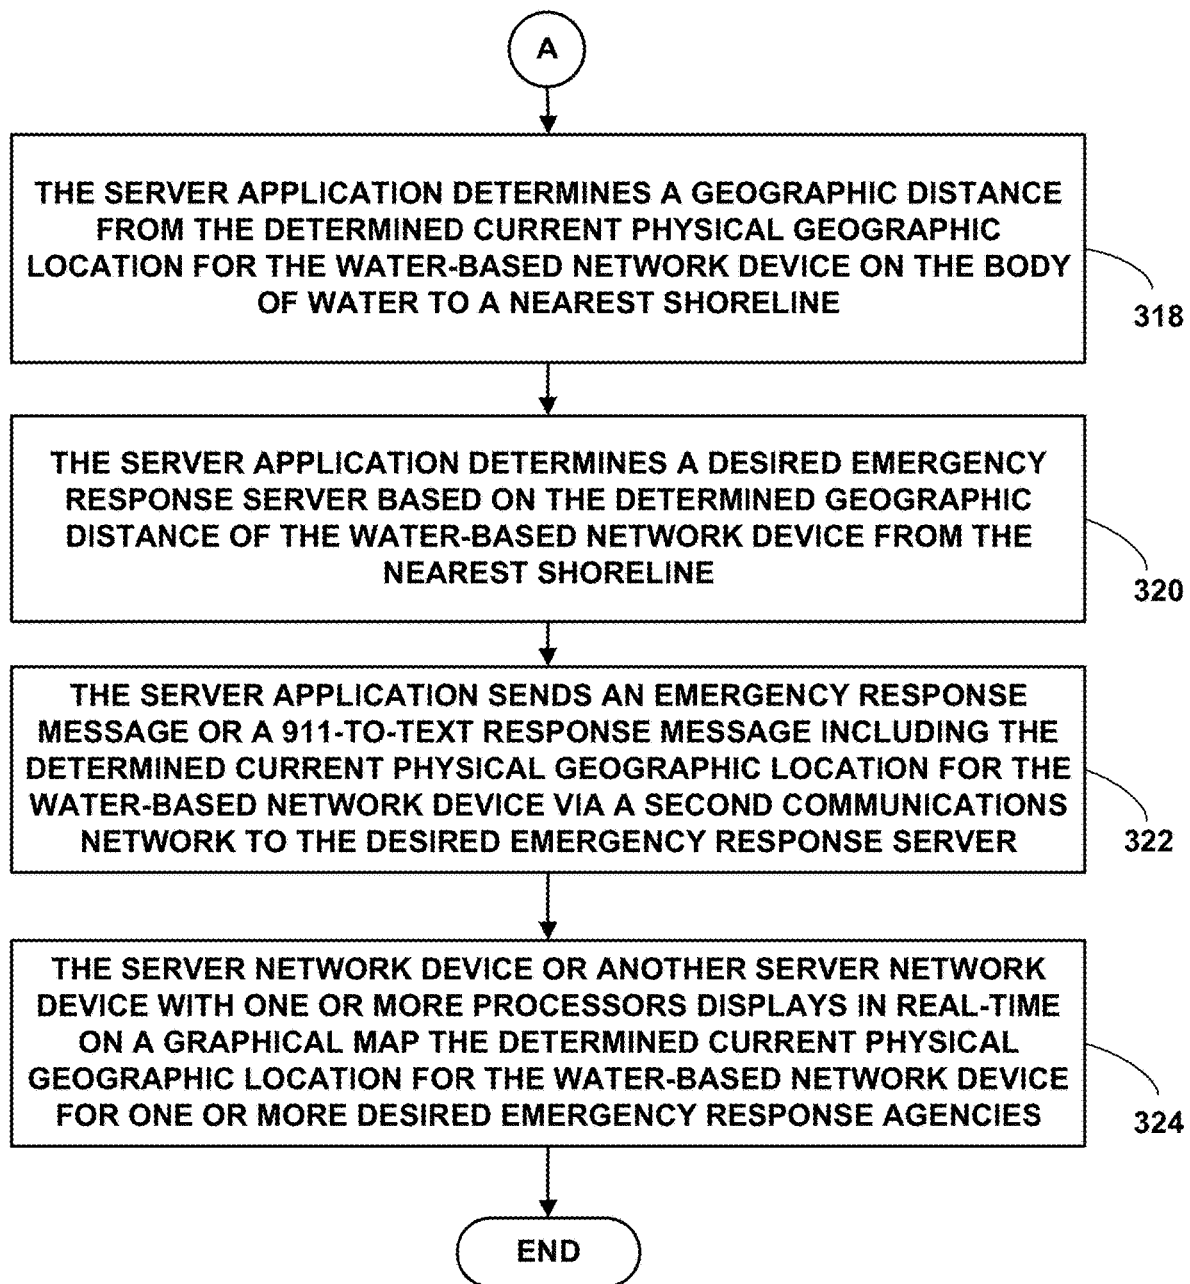 A
THE SERVER APPLICATION DETERMINES A GEOGRAPHIC DISTANCE
FROM THE DETERMINED CURRENT PHYSICAL GEOGRAPHIC
LOCATION FOR THE WATER-BASED NETWORK DEVICE ON THE BODY
OF WATER TO A NEAREST SHORELINE
318
THE SERVER APPLICATION DETERMINES A DESIRED EMERGENCY
RESPONSE SERVER BASED ON THE DETERMINED GEOGRAPHIC
DISTANCE OF THE WATER-BASED NETWORK DEVICE FROM THE
NEAREST SHORELINE
320
THE SERVER APPLICATION SENDS AN EMERGENCY RESPONSE
MESSAGE OR A 911-TO-TEXT RESPONSE MESSAGE INCLUDING THE
DETERMINED CURRENT PHYSICAL GEOGRAPHIC LOCATION FOR THE
WATER-BASED NETWORK DEVICE VIA A SECOND COMMUNICATIONS
NETWORK TO THE DESIRED EMERGENCY RESPONSE SERVER
322
THE SERVER NETWORK DEVICE OR ANOTHER SERVER NETWORK
DEVICE WITH ONE OR MORE PROCESSORS DISPLAYS IN REAL-TIME
ON A GRAPHICAL MAP THE DETERMINED CURRENT PHYSICAL
GEOGRAPHIC LOCATION FOR THE WATER-BASED NETWORK DEVICE
FOR ONE OR MORE DESIRED EMERGENCY RESPONSE AGENCIES
324
END